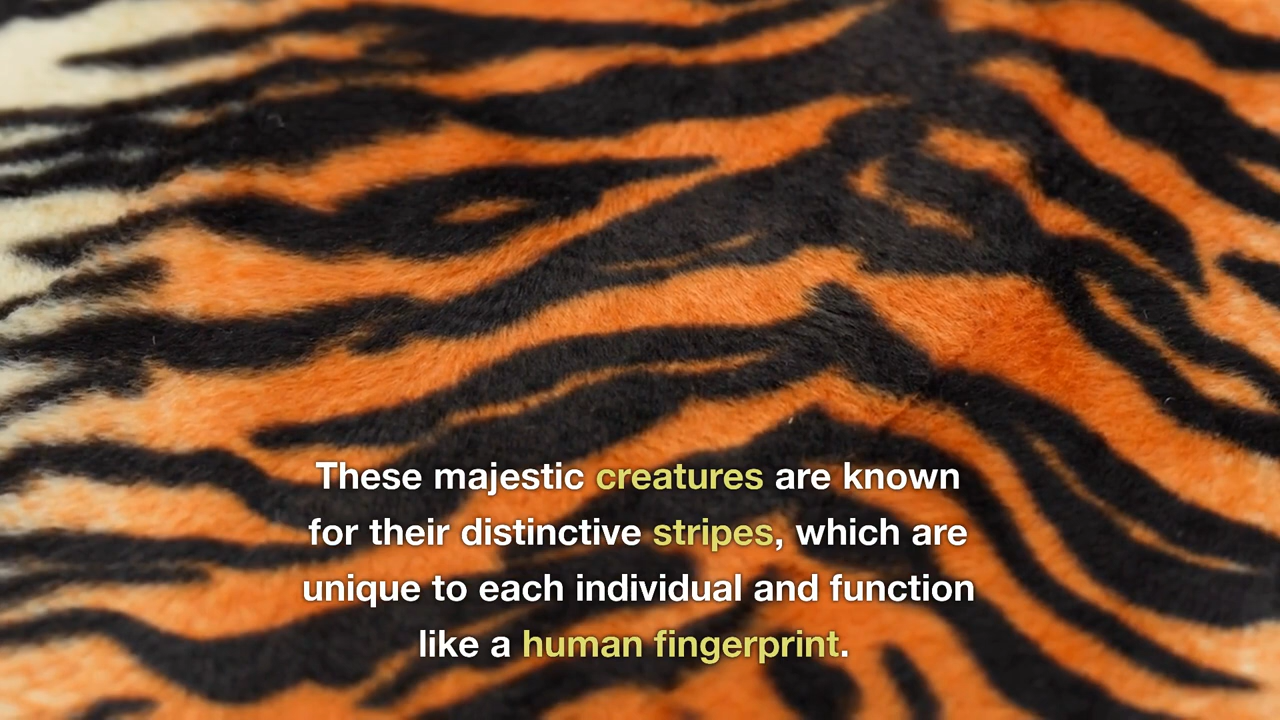 These majestic creatures are known
for their distinctive stripes, which are
unique to each individual and function
like a human fingerprint.